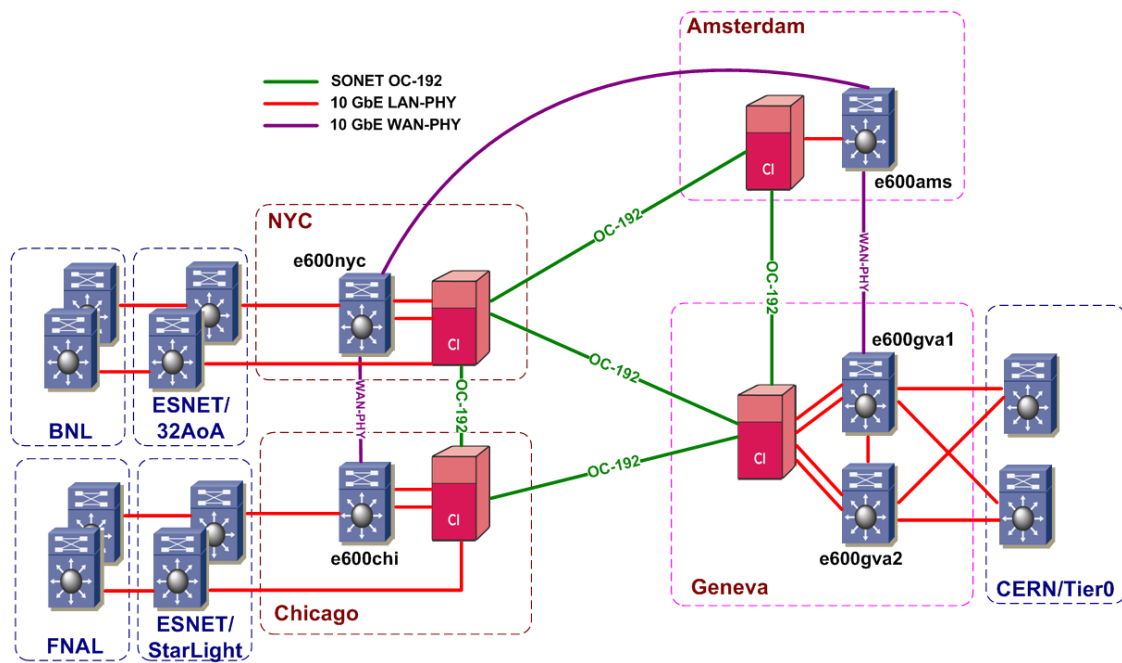 Amsterdam
SONET OC-192
10 GbE LAN-PHY
10 GbE WAN-PHY
CI
e600ams
OC-192
NYC
e600nyc
WAN-PHY
OC-192
CI
e600gva1
OC-192
WAN-PHY
OC-192
BNL
ESNET/
32AoA
CI
OC-192
CI
e600chi
e600gva2
Geneva
CERN/Tier0
Chicago
FNAL
ESNET/
StarLight